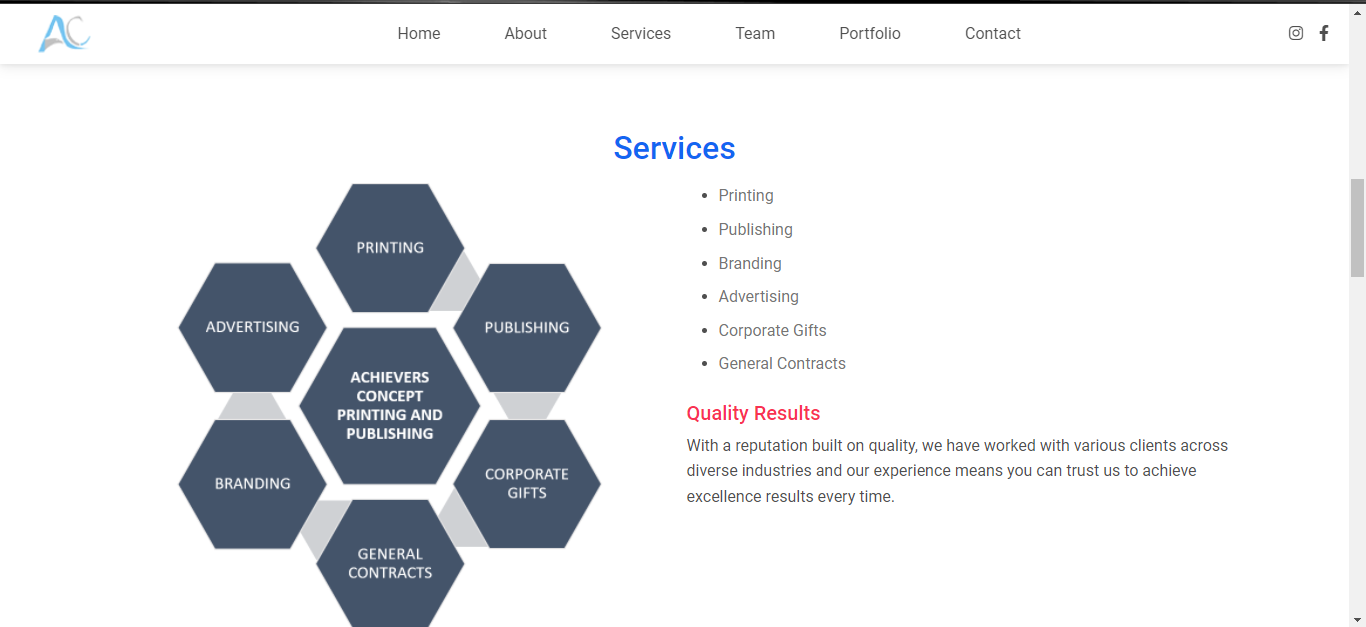 AC
Home
About
Services
Team
Portfolio
Contact
Services
PRINTING
ADVERTISING
PUBLISHING
ACHIEVERS
CONCEPT
PRINTING AND
PUBLISHING
BRANDING
CORPORATE
GIFTS
GENERAL
CONTRACTS
Printing
Publishing
Branding
Advertising
Corporate Gifts
General Contracts
Quality Results
With a reputation built on quality, we have worked with various clients across
diverse industries and our experience means you can trust us to achieve
excellence results every time.